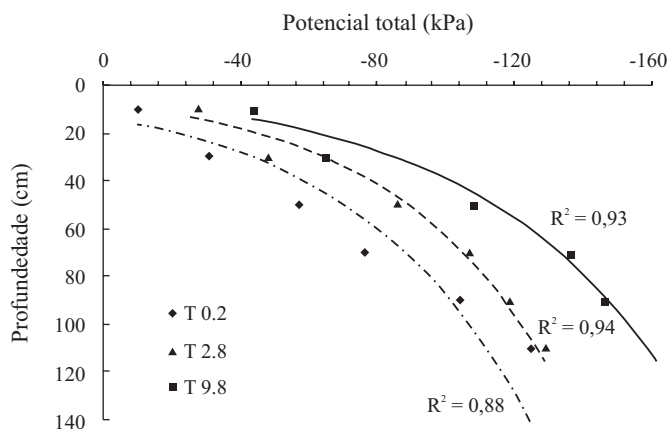 Potencial total (kPa)
0 -40 -80 -120 -160
Profundedade (cm)
0
20
40
60
80
100
120
140
R² = 0,93
R² = 0,94
R² = 0,88
T 0.2
T 2.8
T 9.8